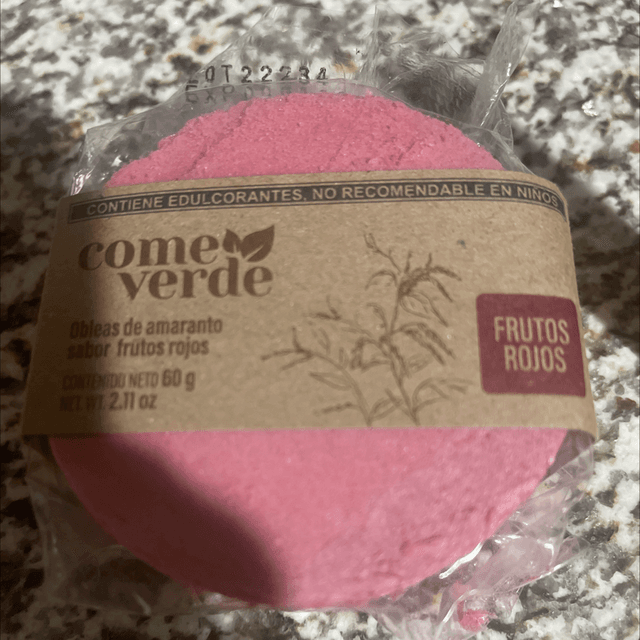 LOT22234
CONTIENE EDULCORANTES, NO RECOMENDABLE EN NIÑOS
come
verde
Obleas de amaranto
sabor frutos rojos
CONTENIDO NETO 60 g
NET WT 2.11 oz
FRUTOS
ROJOS